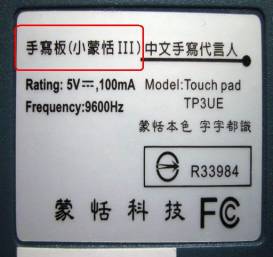 手寫板(小蒙恬III)中文手寫代言人
Rating: 5V⎓,100mA
Model:Touch pad
Frequency:9600Hz
TP3UE
蒙恬本色 字字都識
R33984
蒙恬科技 FC